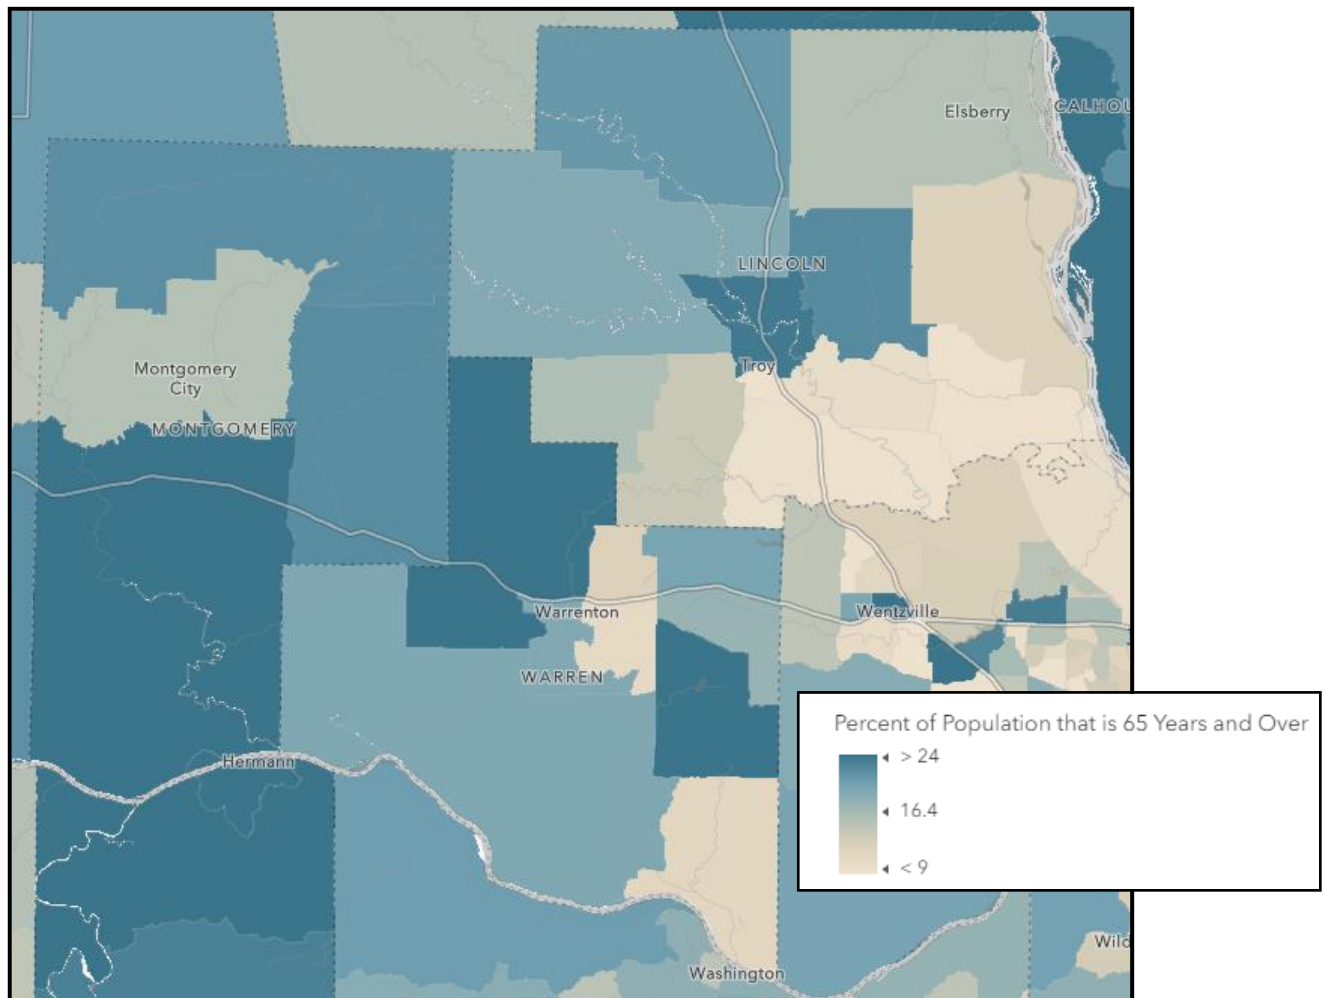 Elsberry
CALHOU
LINCOLN
Troy
Montgomery
City
MONTGOMERY
Warrenton
Wentzville
WARREN
Hermann
Percent of Population that is 65 Years and Over
> 24
16.4
< 9
Wild
Washington